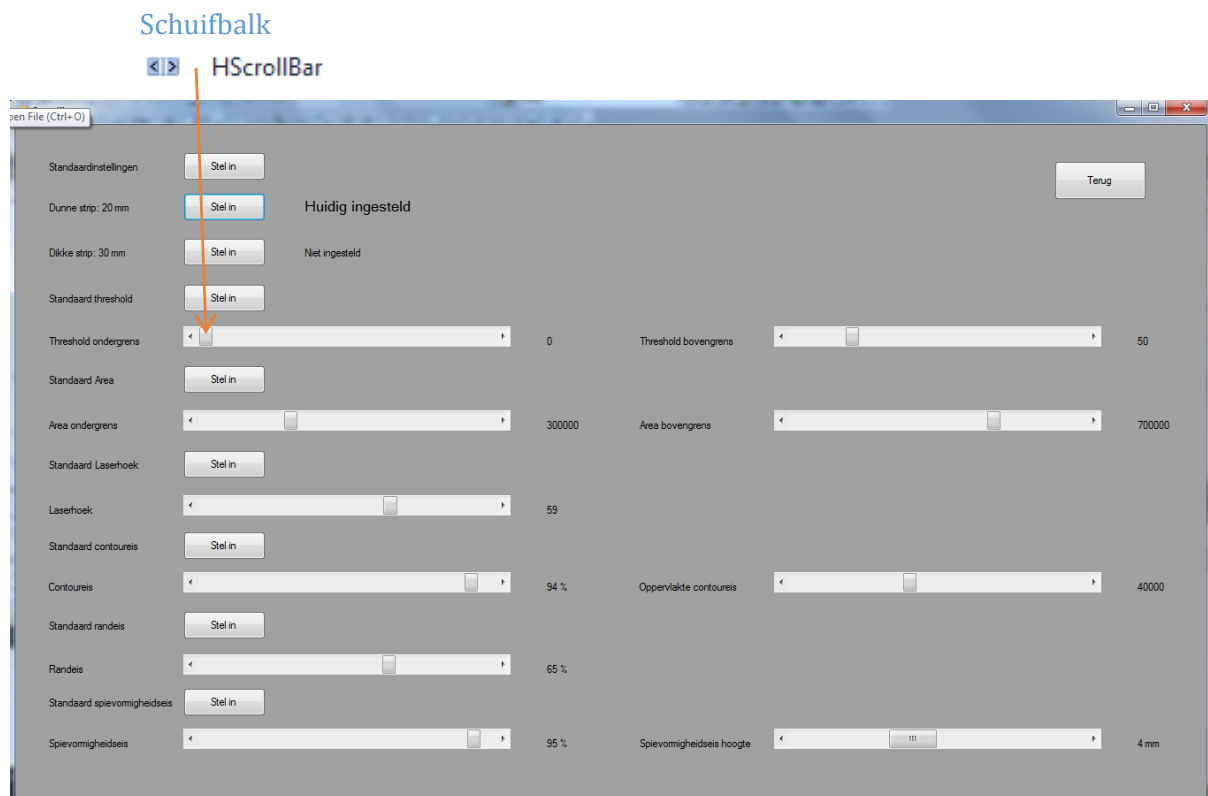 Schuifbalk
HScrollBar
pen File (Ctrl+O)
Standaardinstellingen Stel in Terug
Dunne strip: 20 mm Stel in Huidig ingesteld
Dikke strip: 30 mm Stel in Niet ingesteld
Standaard threshold Stel in
Threshold ondergrens 0 Threshold bovengrens 50
Standaard Area Stel in
Area ondergrens 300000 Area bovengrens 700000
Standaard Laserhoek Stel in
Laserhoek 59
Standaard contoureis Stel in
Contoureis 94 % Oppervlakte contoureis 40000
Standaard randeis Stel in
Randeis 65 %
Standaard spievormigheidseis Stel in
Spievormigheidseis 95 % Spievormigheidseis hoogte 4 mm